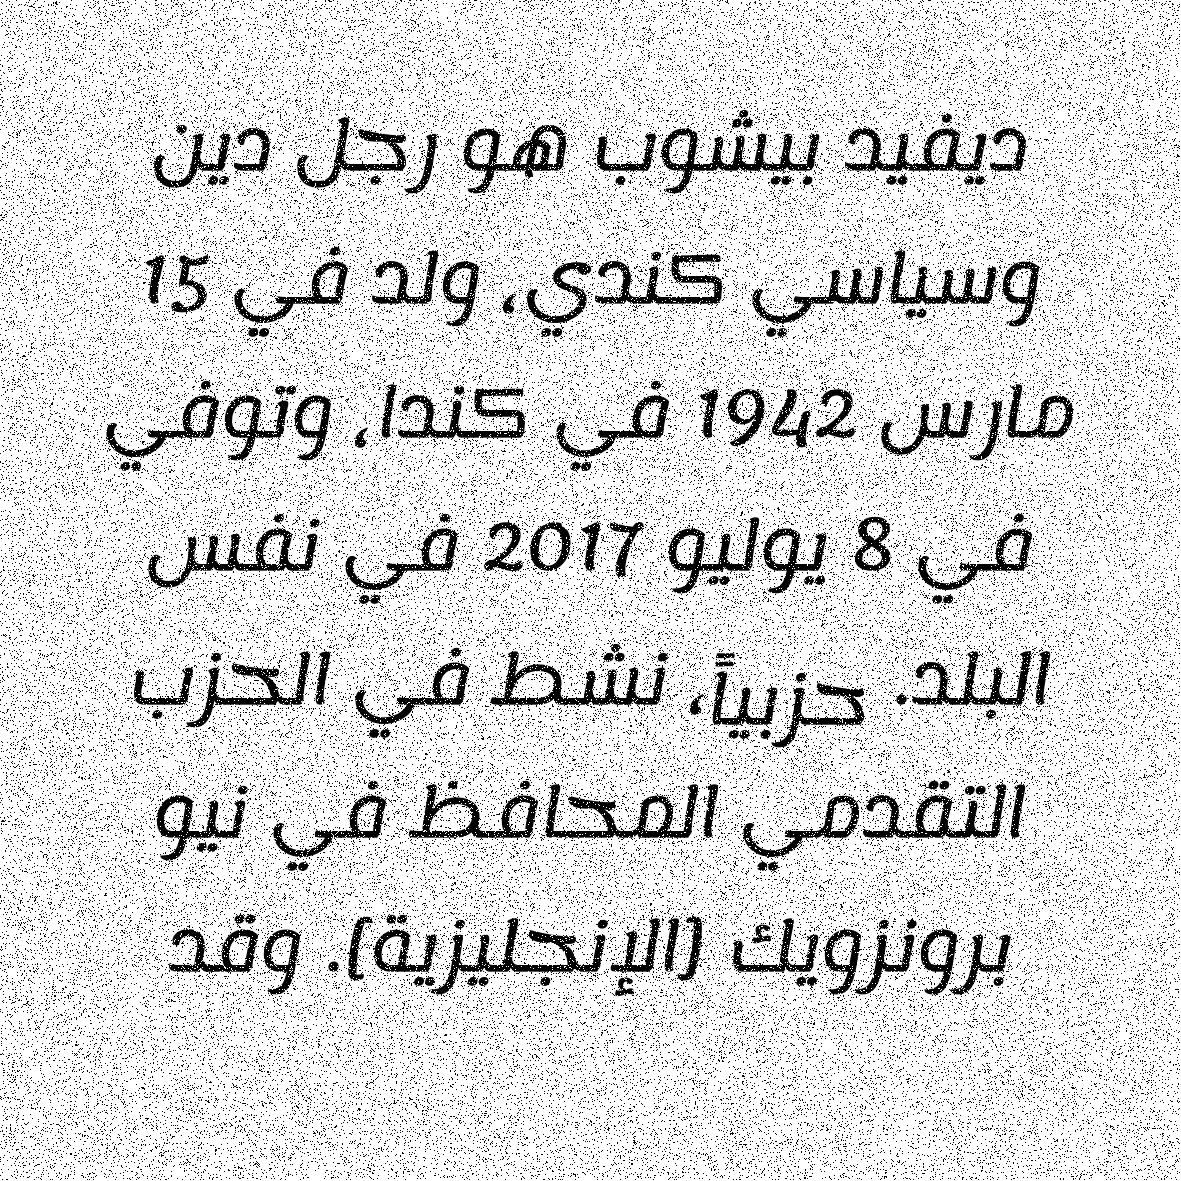 ديفيد بيشوب هو رجل دين
وسياسي كندي، ولد في 15
مارس 1942 في كندا، وتوفي
في 8 يوليو 2017 في نفس
البلد. حزبياً، نشط في الحزب
التقدمي المحافظ في نيو
برونزويك (الإنجليزية). وقد